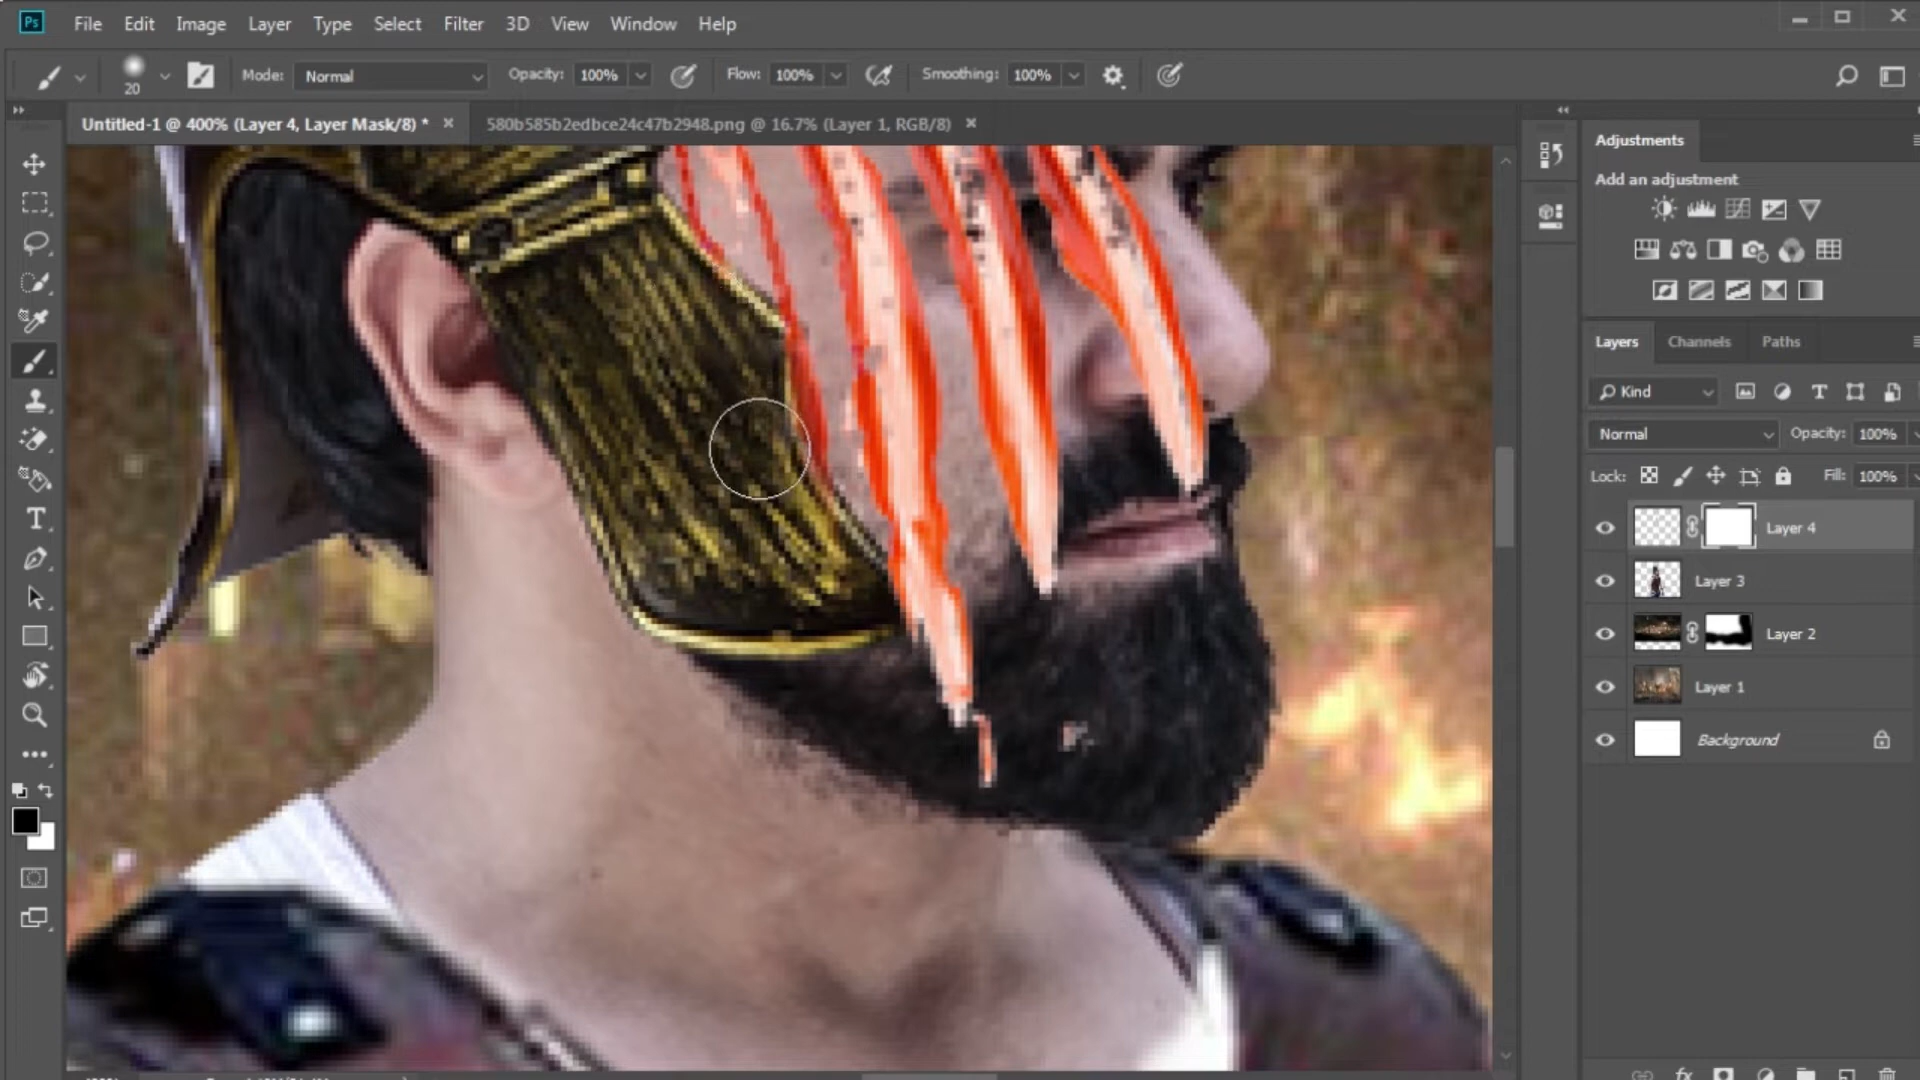 Ps File Edit Image Layer Type Select Filter 3D View Window Help
20 Mode: Normal Opacity: 100% Flow: 100% Smoothing: 100%
Untitled-1 @ 400% (Layer 4, Layer Mask/8) * × 580b585b2edbce24c47b2948.png @ 16.7% (Layer 1, RGB/8) ×
Adjustments
Add an adjustment
Layers Channels Paths
Kind
Normal Opacity: 100%
Lock: Fill: 100%
Layer 4
Layer 3
Layer 2
Layer 1
Background
fx